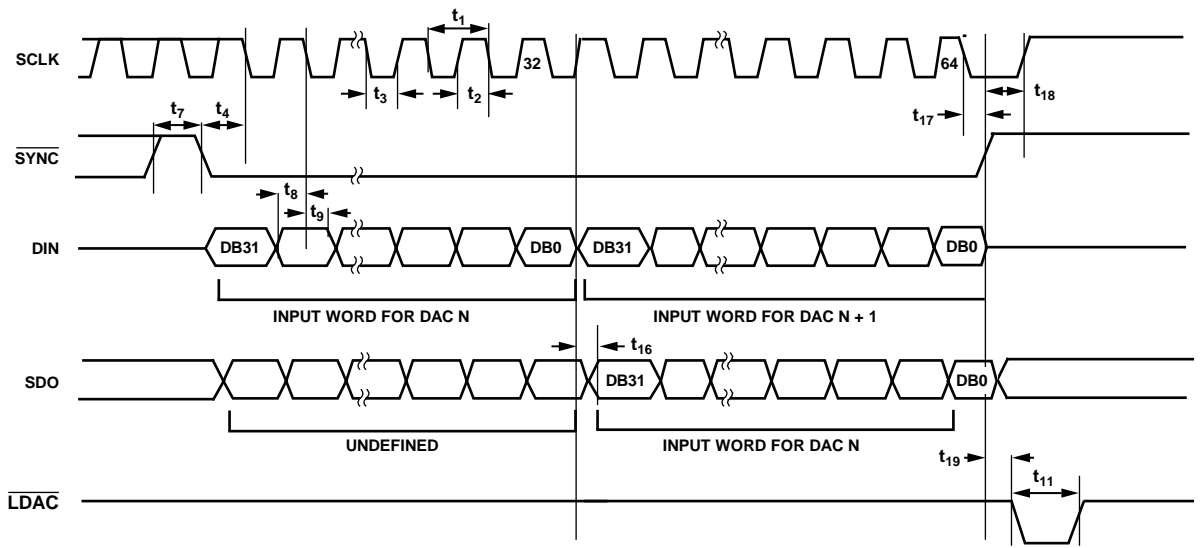 t1
SCLK
32
64
t3
t2
t18
t7
t4
t17
SYNC
t8
t9
DIN
DB31
DB0
DB31
DB0
INPUT WORD FOR DAC N
INPUT WORD FOR DAC N + 1
t16
SDO
DB31
DB0
UNDEFINED
INPUT WORD FOR DAC N
t19
t11
LDAC